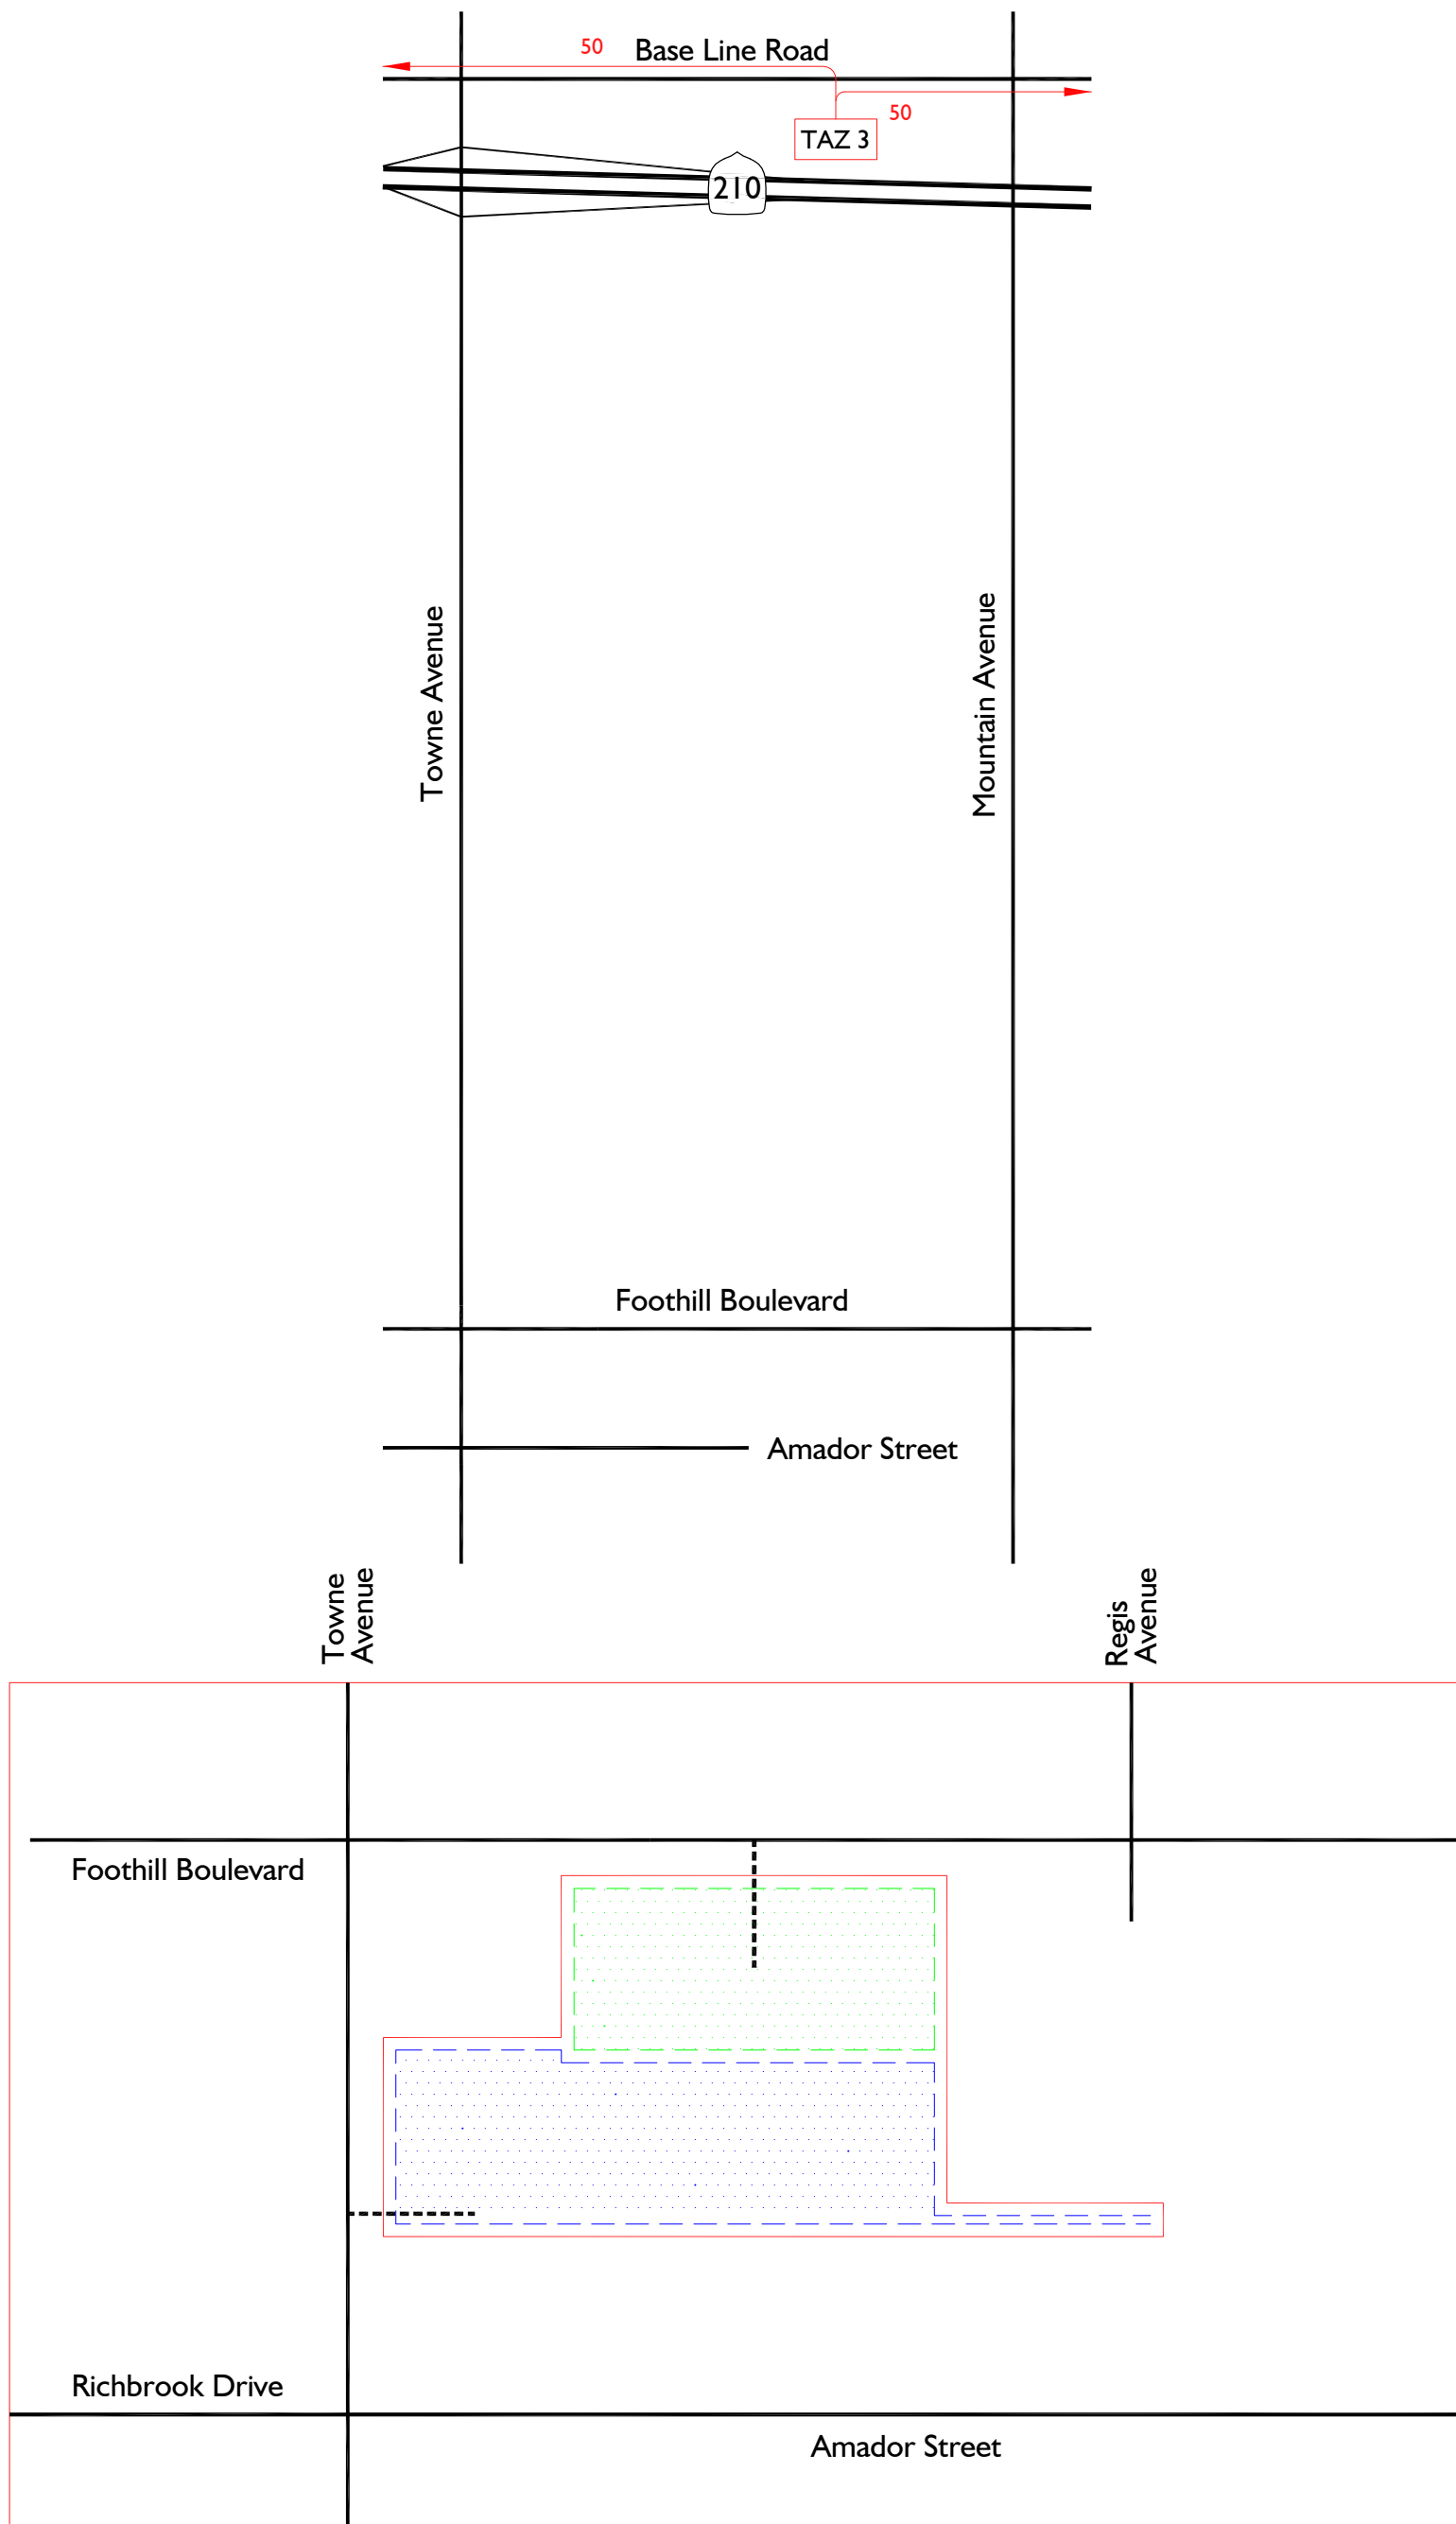 50
Base Line Road
50
TAZ 3
210
Towne Avenue
Mountain Avenue
Foothill Boulevard
Amador Street
Towne
Avenue
Regis
Avenue
Foothill Boulevard
Richbrook Drive
Amador Street